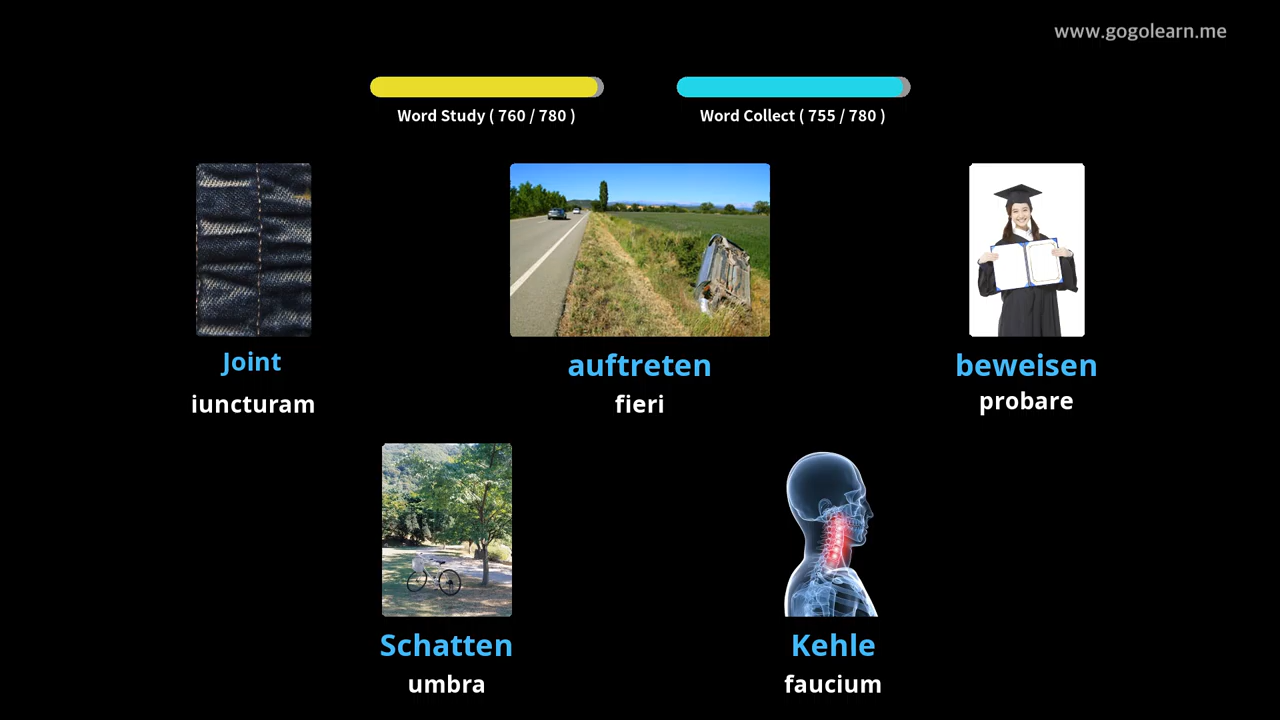 www.gogolearn.me
Word Study ( 760 / 780 )
Word Collect ( 755 / 780 )
Joint
iuncturam
auftreten
fieri
beweisen
probare
Schatten
umbra
Kehle
faucium